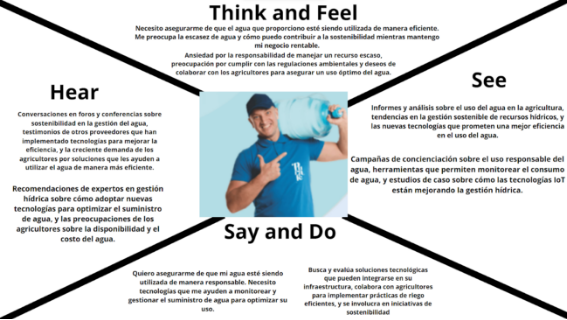 Think and Feel
Necesito asegurarme de que el agua que proporciono esté siendo utilizada de manera eficiente.
Me preocupa la escasez de agua y cómo puedo contribuir a la sostenibilidad mientras mantengo
mi negocio rentable.
Ansiedad por la responsabilidad de manejar un recurso escaso,
preocupación por cumplir con las regulaciones ambientales y deseos de
colaborar con los agricultores para asegurar un uso óptimo del agua.
Hear
Conversaciones en foros y conferencias sobre
sostenibilidad en la gestión del agua,
testimonios de otros proveedores que han
implementado tecnologías para mejorar la
eficiencia, y la creciente demanda de los
agricultores por soluciones que les ayuden a
utilizar el agua de manera más eficiente.
Recomendaciones de expertos en gestión
hídrica sobre cómo adoptar nuevas
tecnologías para optimizar el suministro
de agua, y las preocupaciones de los
agricultores sobre la disponibilidad y el
costo del agua.
See
Informes y análisis sobre el uso del agua en la agricultura,
tendencias en la gestión sostenible de recursos hídricos, y
las nuevas tecnologías que prometen una mejor eficiencia
en el uso del agua.
Campañas de concienciación sobre el uso responsable del
agua, herramientas que permiten monitorear el consumo
de agua, y estudios de caso sobre cómo las tecnologías IoT
están mejorando la gestión hídrica.
Say and Do
Quiero asegurarme de que mi agua esté siendo
utilizada de manera responsable. Necesito
tecnologías que me ayuden a monitorear y
gestionar el suministro de agua para optimizar su
uso.
Busca y evalúa soluciones tecnológicas
que pueden integrarse en su
infraestructura, colabora con agricultores
para implementar prácticas de riego
eficientes, y se involucra en iniciativas de
sostenibilidad